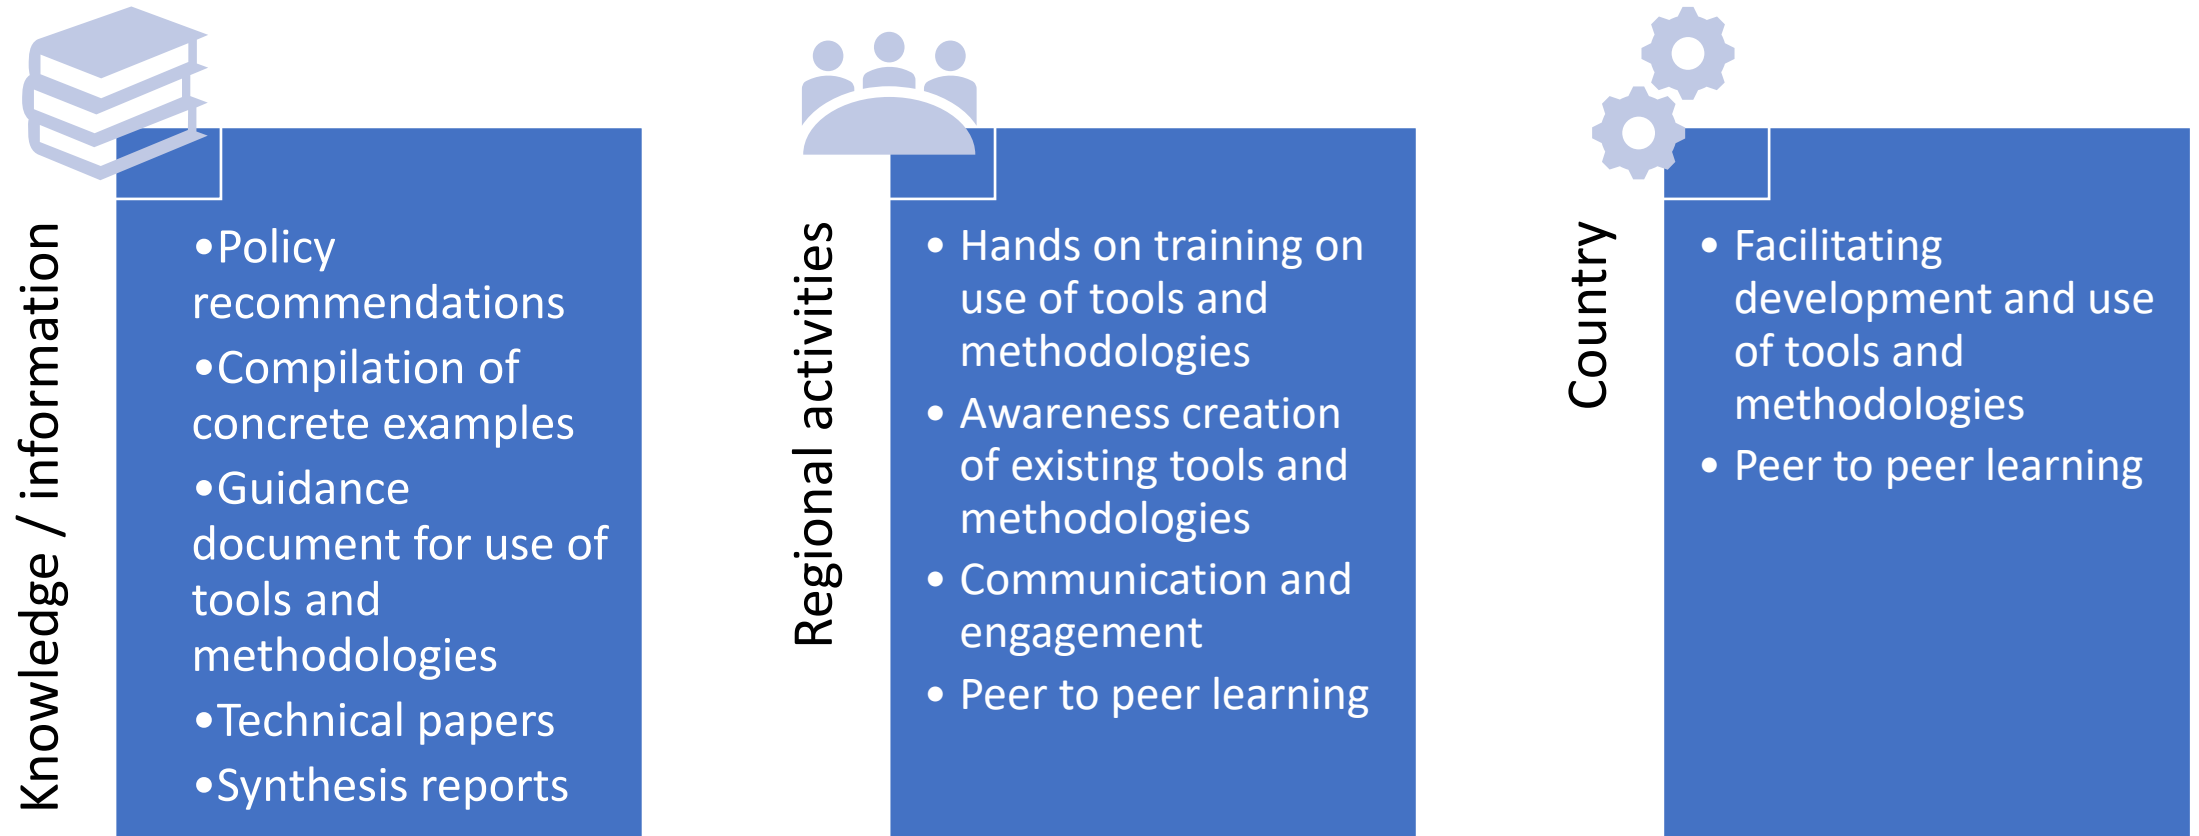 Knowledge / information
•Policy
recommendations
•Compilation of
concrete examples
•Guidance
document for use of
tools and
methodologies
•Technical papers
•Synthesis reports
Regional activities
• Hands on training on
use of tools and
methodologies
• Awareness creation
of existing tools and
methodologies
• Communication and
engagement
• Peer to peer learning
Country
• Facilitating
development and use
of tools and
methodologies
• Peer to peer learning